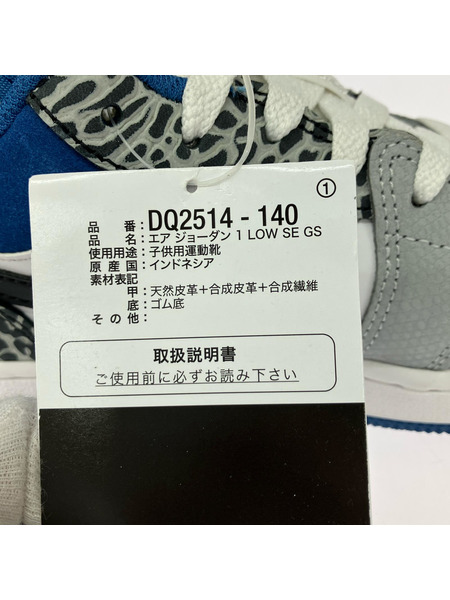 ①
品番: DQ2514 - 140
品名: エア ジョーダン 1 LOW SE GS
使用用途: 子供用運動靴
原産国: インドネシア
素材表記
甲: 天然皮革+合成皮革+合成繊維
底: ゴム底
その他:
取扱説明書
ご使用前に必ずお読み下さい